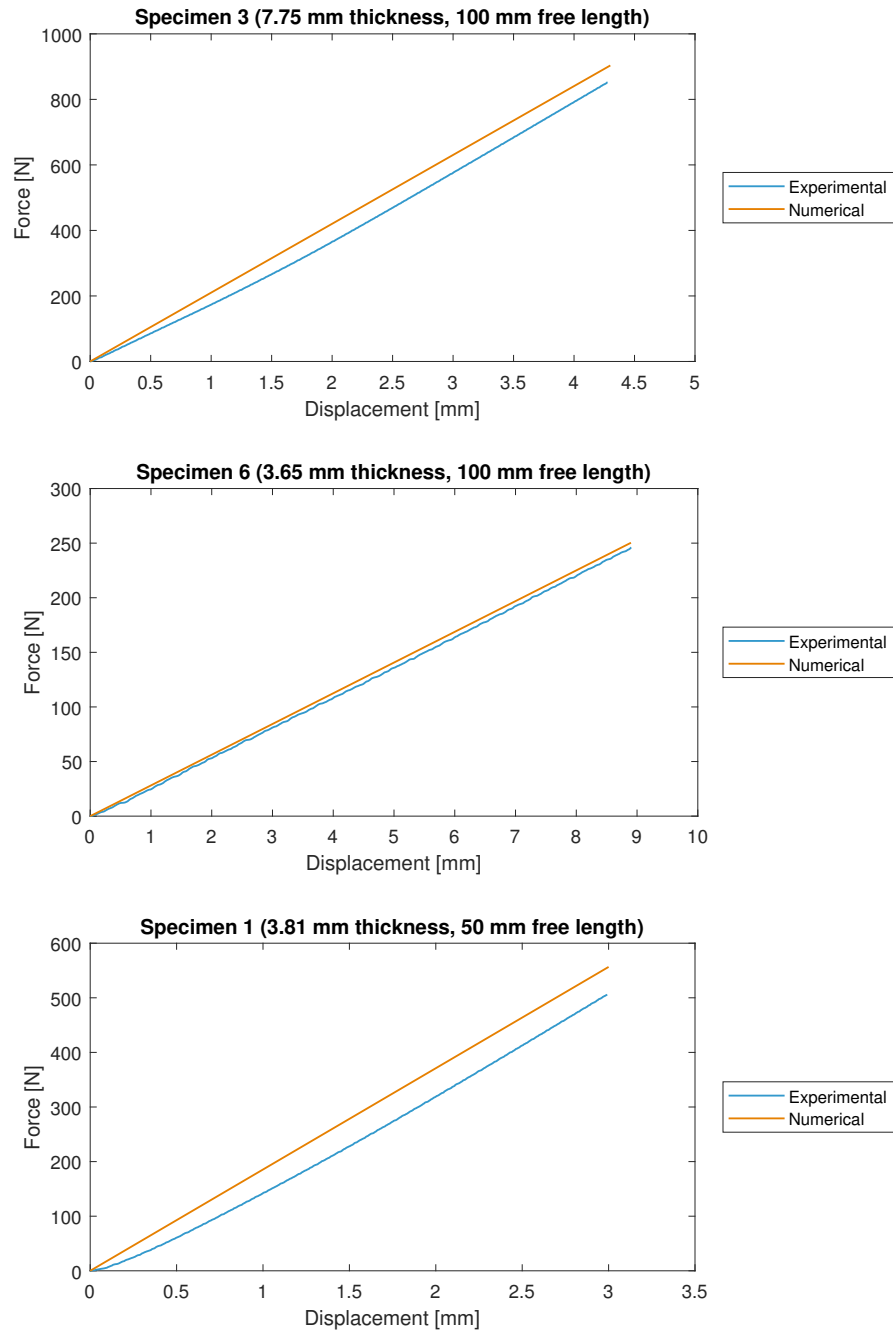 Specimen 3 (7.75 mm thickness, 100 mm free length)
1000
800
600
400
200
0
Force [N]
0 0.5 1 1.5 2 2.5 3 3.5 4 4.5 5
Displacement [mm]
Experimental
Numerical
Specimen 6 (3.65 mm thickness, 100 mm free length)
300
250
200
150
100
50
0
Force [N]
0 1 2 3 4 5 6 7 8 9 10
Displacement [mm]
Experimental
Numerical
Specimen 1 (3.81 mm thickness, 50 mm free length)
600
500
400
300
200
100
0
Force [N]
0 0.5 1 1.5 2 2.5 3 3.5
Displacement [mm]
Experimental
Numerical